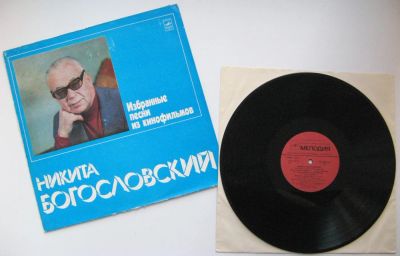 Избранные
песни
из кинофильмов
НИКИТА
БОГОСЛОВСКИЙ
МЕЛОДИЯ